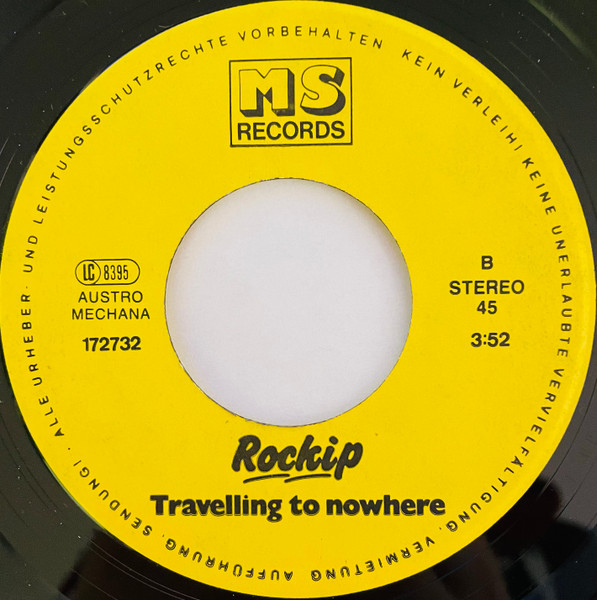 · ALLE URHEBER- UND LEISTUNGSSCHUTZRECHTE VORBEHALTEN KEIN VERLEIH! KEINE UNERLAUBTE VERVIELFÄLTIGUNG, VERMIETUNG, AUFFÜHRUNG, SENDUNG!
MS
RECORDS
LC 8395
AUSTRO
MECHANA
172732
B
STEREO
45
3:52
Rockip
Travelling to nowhere